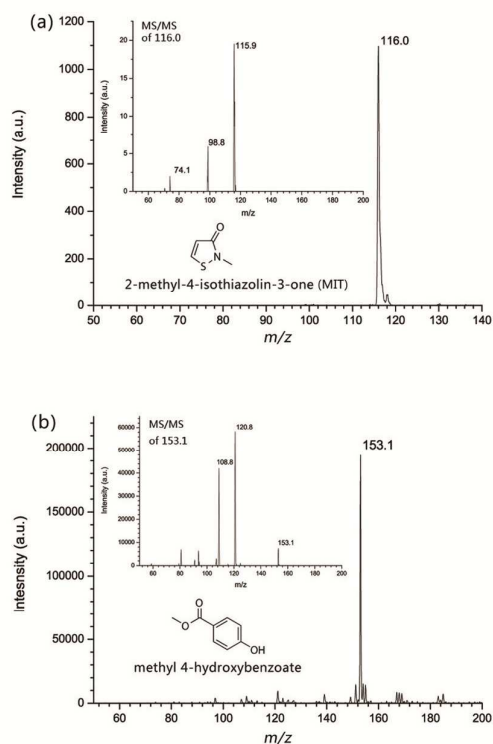 (a)
MS/MS
of 116.0
115.9
98.8
74.1
25
20
15
10
5
0
Intensity (a.u.)
60 80 100 120 140 160 180 200
m/z
116.0
1200
1000
800
600
400
200
0
Intensity (a.u.)
O
S
N
2-methyl-4-isothiazolin-3-one (MIT)
50 60 70 80 90 100 110 120 130 140
m/z
(b)
MS/MS
of 153.1
120.8
108.8
153.1
60000
50000
40000
30000
20000
10000
0
Intensity (a.u.)
60 80 100 120 140 160 180 200
m/z
153.1
200000
150000
100000
50000
0
Intesnsity (a.u.)
O
O
OH
methyl 4-hydroxybenzoate
60 80 100 120 140 160 180 200
m/z